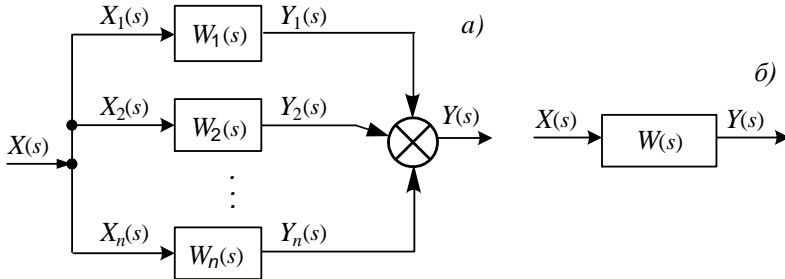 X₁(s) W₁(s) Y₁(s) а)
X₂(s) W₂(s) Y₂(s) Y(s)
X(s)
Xₙ(s) Wₙ(s) Yₙ(s)
б)
X(s) W(s) Y(s)